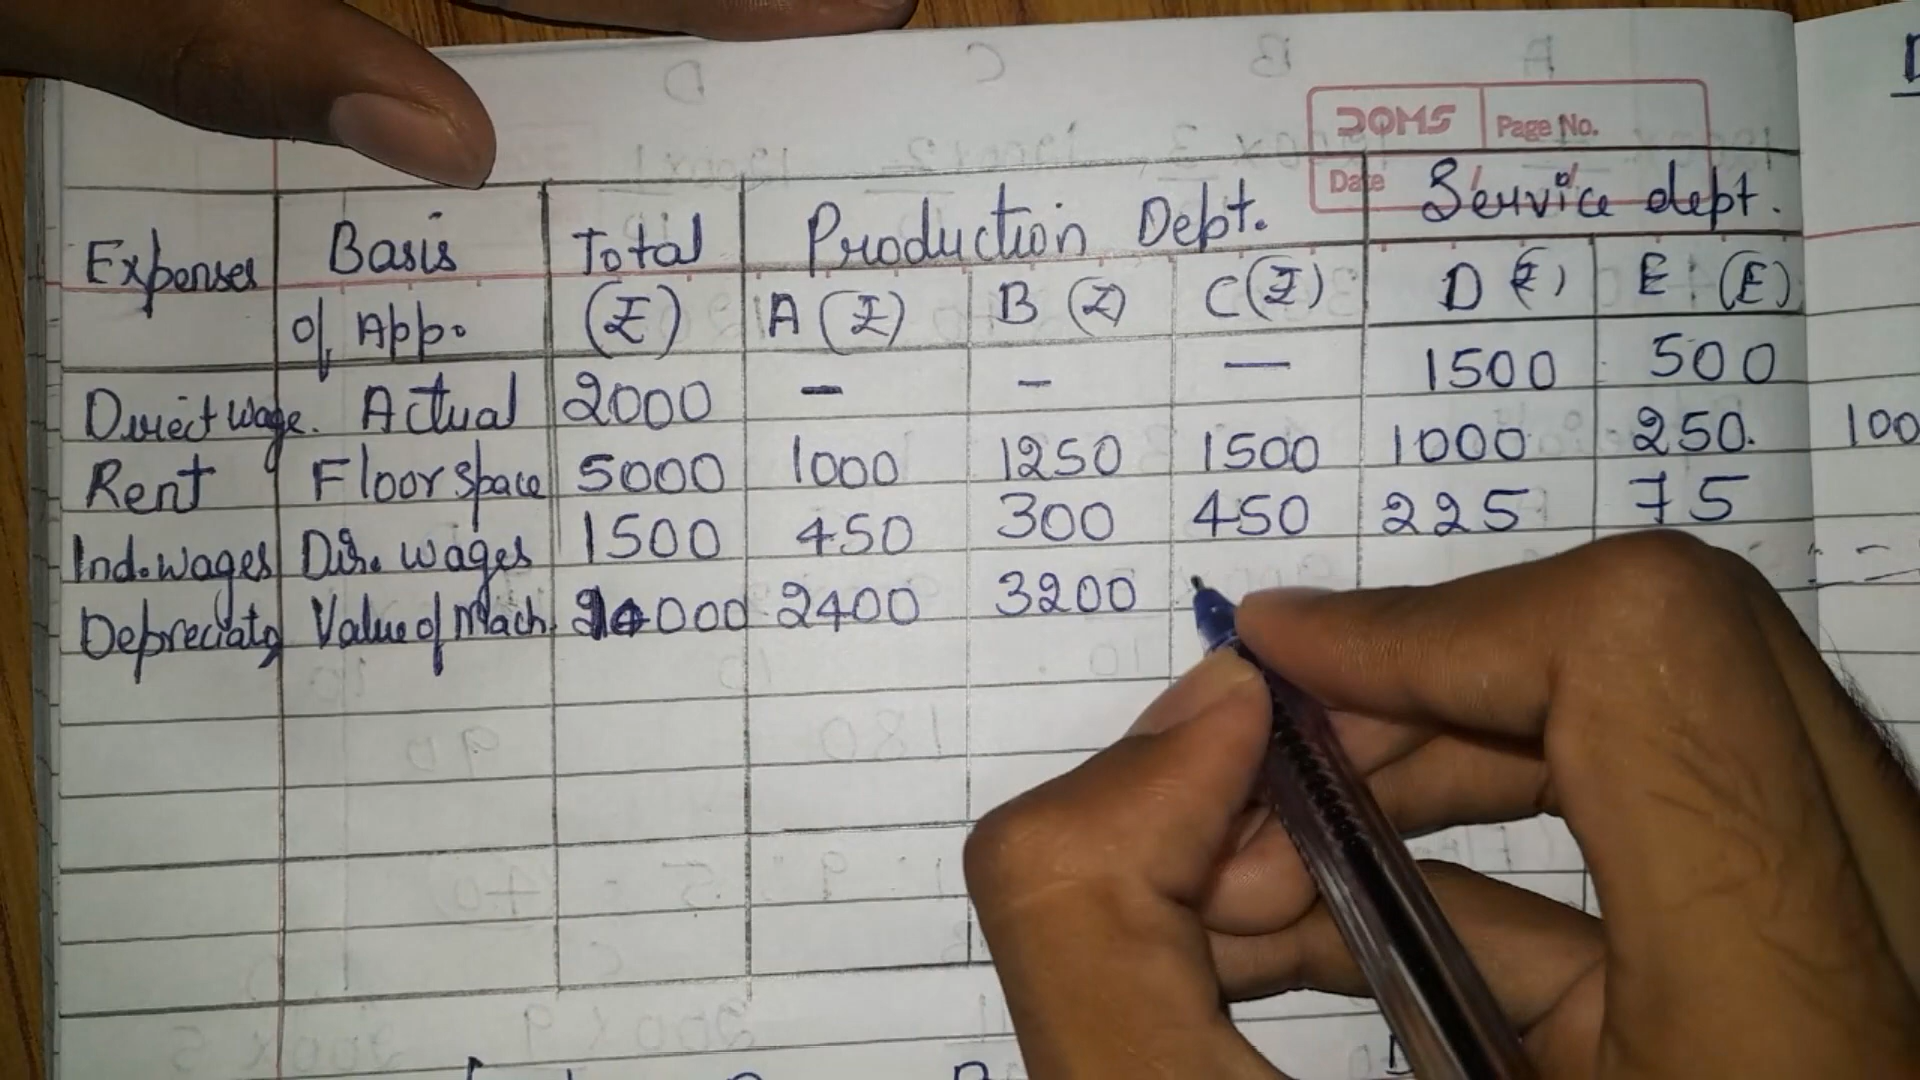 DOMS Page No.
Date
Expenses Basis of App. Total (₹) Production Dept. Service dept.
A (₹) B (₹) C (₹) D (₹) E (₹)
Direct wage. Actual 2000 - - - 1500 500
Rent Floor space 5000 1000 1250 1500 1000 250. 100
Ind. wages Dir. wages 1500 450 300 450 225 75
Value of Mach. 2400 3200